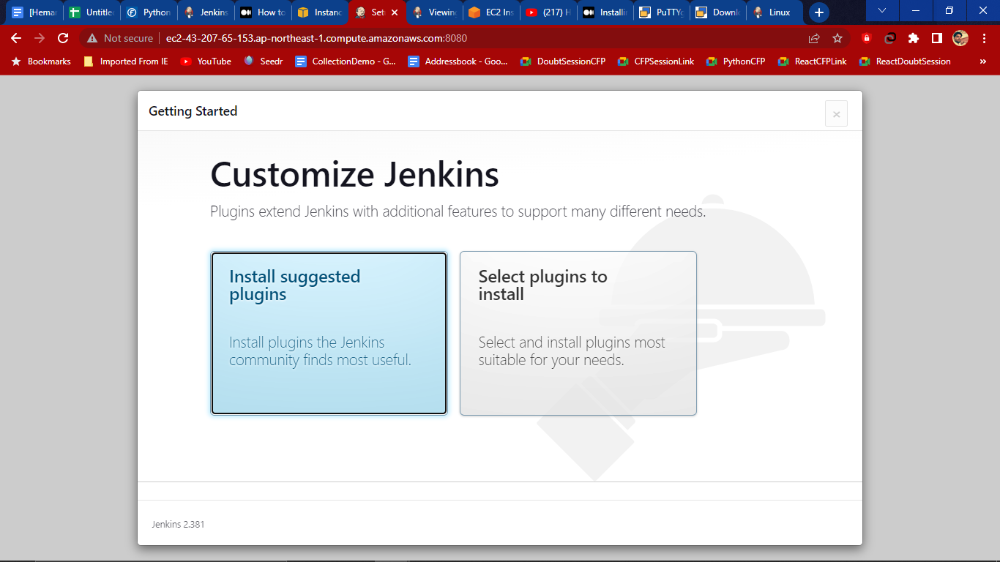 [Hemar
Untitle
Python
Jenkins
How to
Instanc
Set
Viewing
EC2 Ins
(217) H
Installi
PuTTYg
Downl
Linux
Not secure
ec2-43-207-65-153.ap-northeast-1.compute.amazonaws.com:8080
Bookmarks
Imported From IE
YouTube
Seedr
CollectionDemo - G...
Addressbook - Goo...
DoubtSessionCFP
CFPSessionLink
PythonCFP
ReactCFPLink
ReactDoubtSession
»
Getting Started
Customize Jenkins
Plugins extend Jenkins with additional features to support many different needs.
Install suggested
plugins
Install plugins the Jenkins
community finds most useful.
Select plugins to
install
Select and install plugins most
suitable for your needs.
Jenkins 2.381